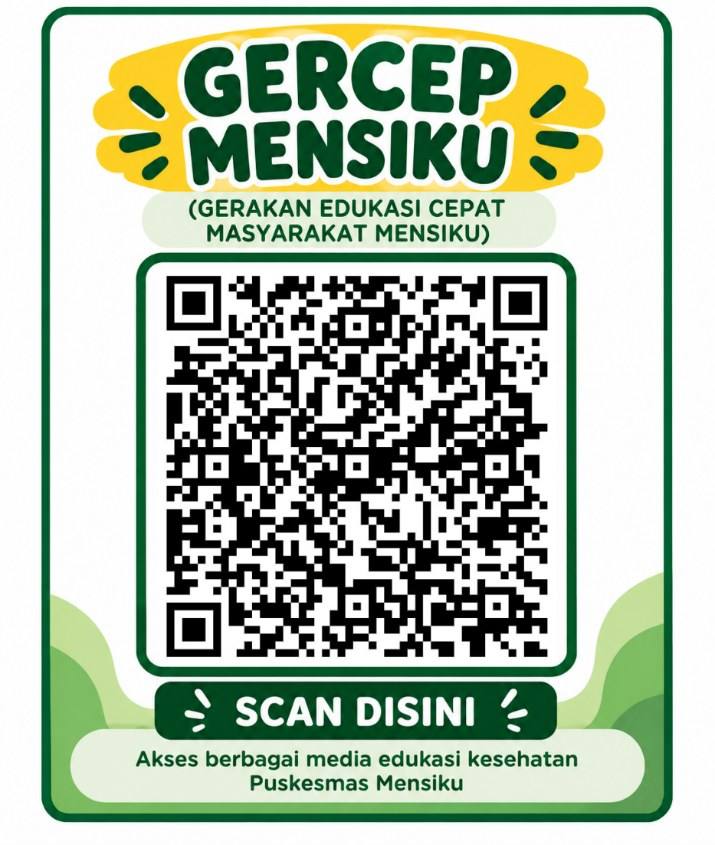 GERCEP
MENSIKU
(GERAKAN EDUKASI CEPAT
MASYARAKAT MENSIKU)
SCAN DISINI
Akses berbagai media edukasi kesehatan
Puskesmas Mensiku